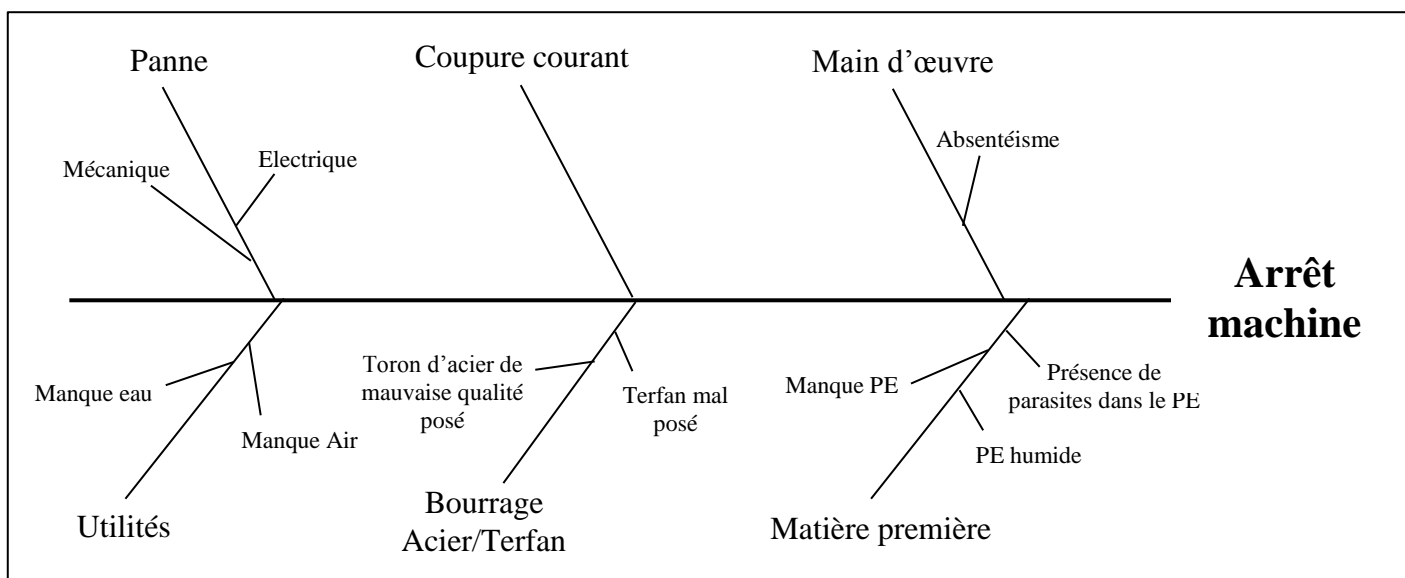 Panne
Coupure courant
Main d’œuvre
Mécanique
Electrique
Absentéisme
Arrêt
machine
Manque eau
Manque Air
Toron d’acier de
mauvaise qualité
posé
Terfan mal
posé
Manque PE
Présence de
parasites dans le PE
PE humide
Utilités
Bourrage
Acier/Terfan
Matière première